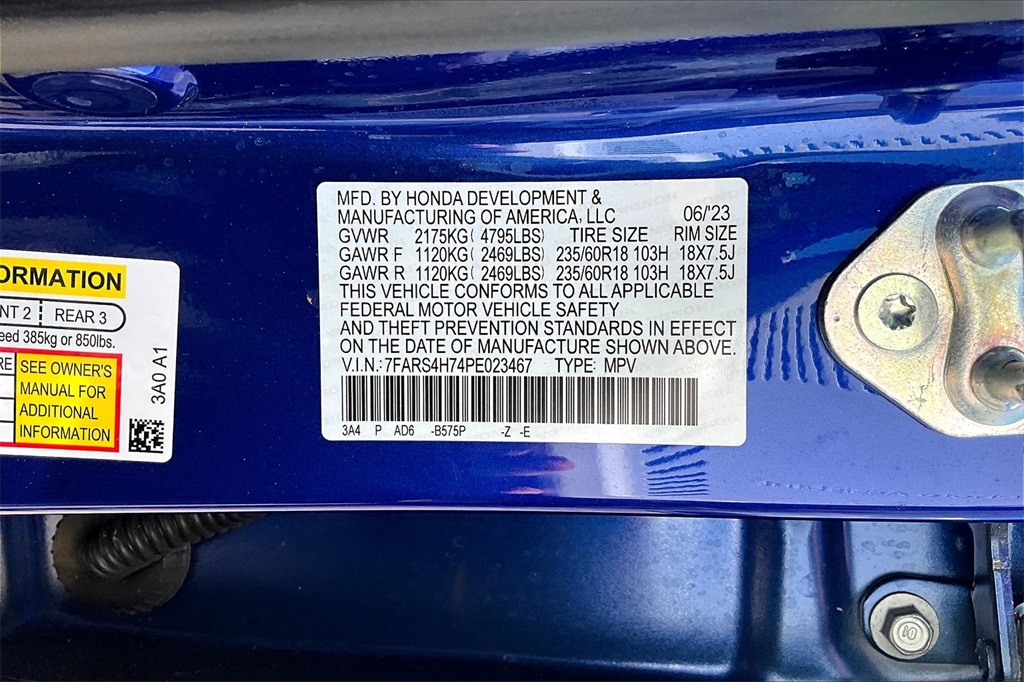 ORMATION
NT 2 REAR 3
eed 385kg or 850lbs.
RE SEE OWNER'S
MANUAL FOR
ADDITIONAL
INFORMATION
3A0 A1
MFD. BY HONDA DEVELOPMENT &
MANUFACTURING OF AMERICA, LLC 06/'23
GVWR 2175KG( 4795LBS) TIRE SIZE RIM SIZE
GAWR F 1120KG( 2469LBS) 235/60R18 103H 18X7.5J
GAWR R 1120KG( 2469LBS) 235/60R18 103H 18X7.5J
THIS VEHICLE CONFORMS TO ALL APPLICABLE
FEDERAL MOTOR VEHICLE SAFETY
AND THEFT PREVENTION STANDARDS IN EFFECT
ON THE DATE OF MANUFACTURE SHOWN ABOVE.
V.I.N.:7FARS4H74PE023467 TYPE: MPV
3A4 P AD6 -B575P -Z -E